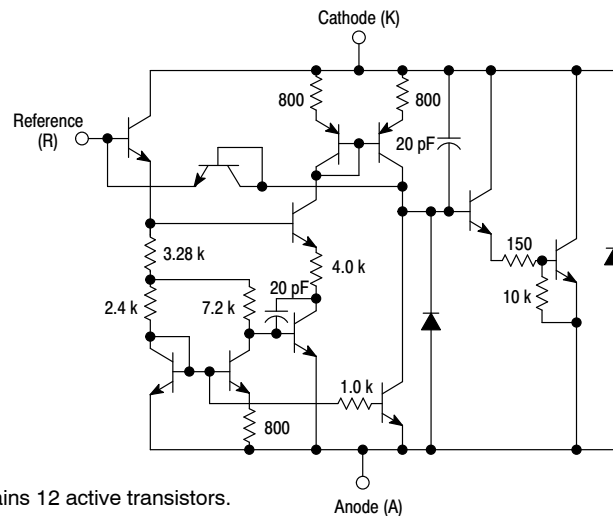 Cathode (K)
800
800
Reference
(R)
20 pF
3.28 k
150
4.0 k
20 pF
2.4 k
7.2 k
10 k
1.0 k
800
ains 12 active transistors.
Anode (A)